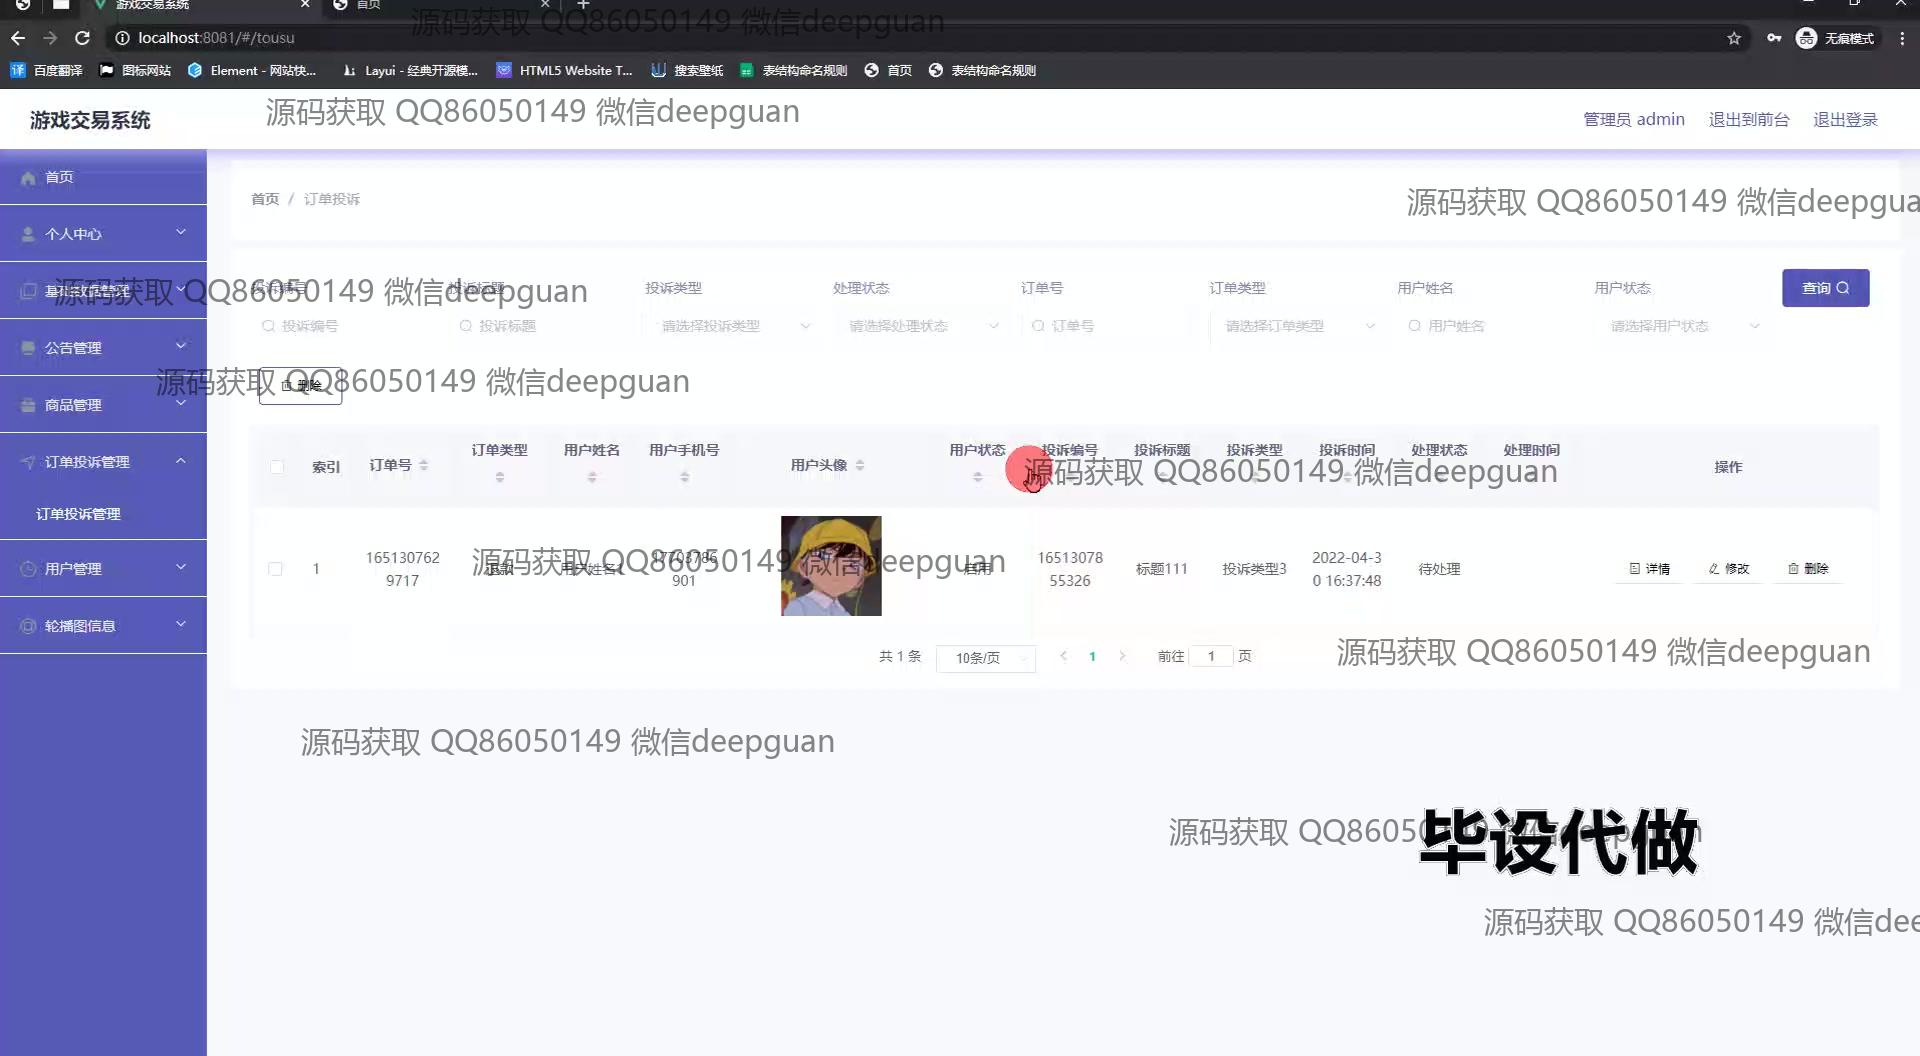 游戏交易系统
首页
源码获取 QQ86050149 微信deepguan
localhost:8081/#/tousu
无痕模式
百度翻译
图标网站
Element - 网站快...
Layui - 经典开源模...
HTML5 Website T...
搜索壁纸
表结构命名规则
首页
表结构命名规则
游戏交易系统
源码获取 QQ86050149 微信deepguan
管理员 admin
退出到前台
退出登录
首页
个人中心
公告管理
商品管理
订单投诉管理
订单投诉管理
用户管理
轮播图信息
首页 / 订单投诉
源码获取 QQ86050149 微信deepgua
源码获取 QQ86050149 微信deepguan
投诉编号
投诉标题
投诉类型
处理状态
订单号
订单类型
用户姓名
用户状态
查询
投诉编号
投诉标题
请选择投诉类型
请选择处理状态
订单号
请选择订单类型
用户姓名
请选择用户状态
源码获取 QQ86050149 微信deepguan
删除
索引
订单号
订单类型
用户姓名
用户手机号
用户头像
用户状态
投诉编号
投诉标题
投诉类型
投诉时间
处理状态
处理时间
操作
源码获取 QQ86050149 微信deepguan
1
165130762
9717
退款
用户姓名1
17703786
901
启用
16513078
55326
标题111
投诉类型3
2022-04-3
0 16:37:48
待处理
详情
修改
删除
源码获取 QQ86050149 微信deepguan
共 1 条
10条/页
1
前往 1 页
源码获取 QQ86050149 微信deepguan
源码获取 QQ86050149 微信deepguan
源码获取 QQ8605
毕设代做
源码获取 QQ86050149 微信dee